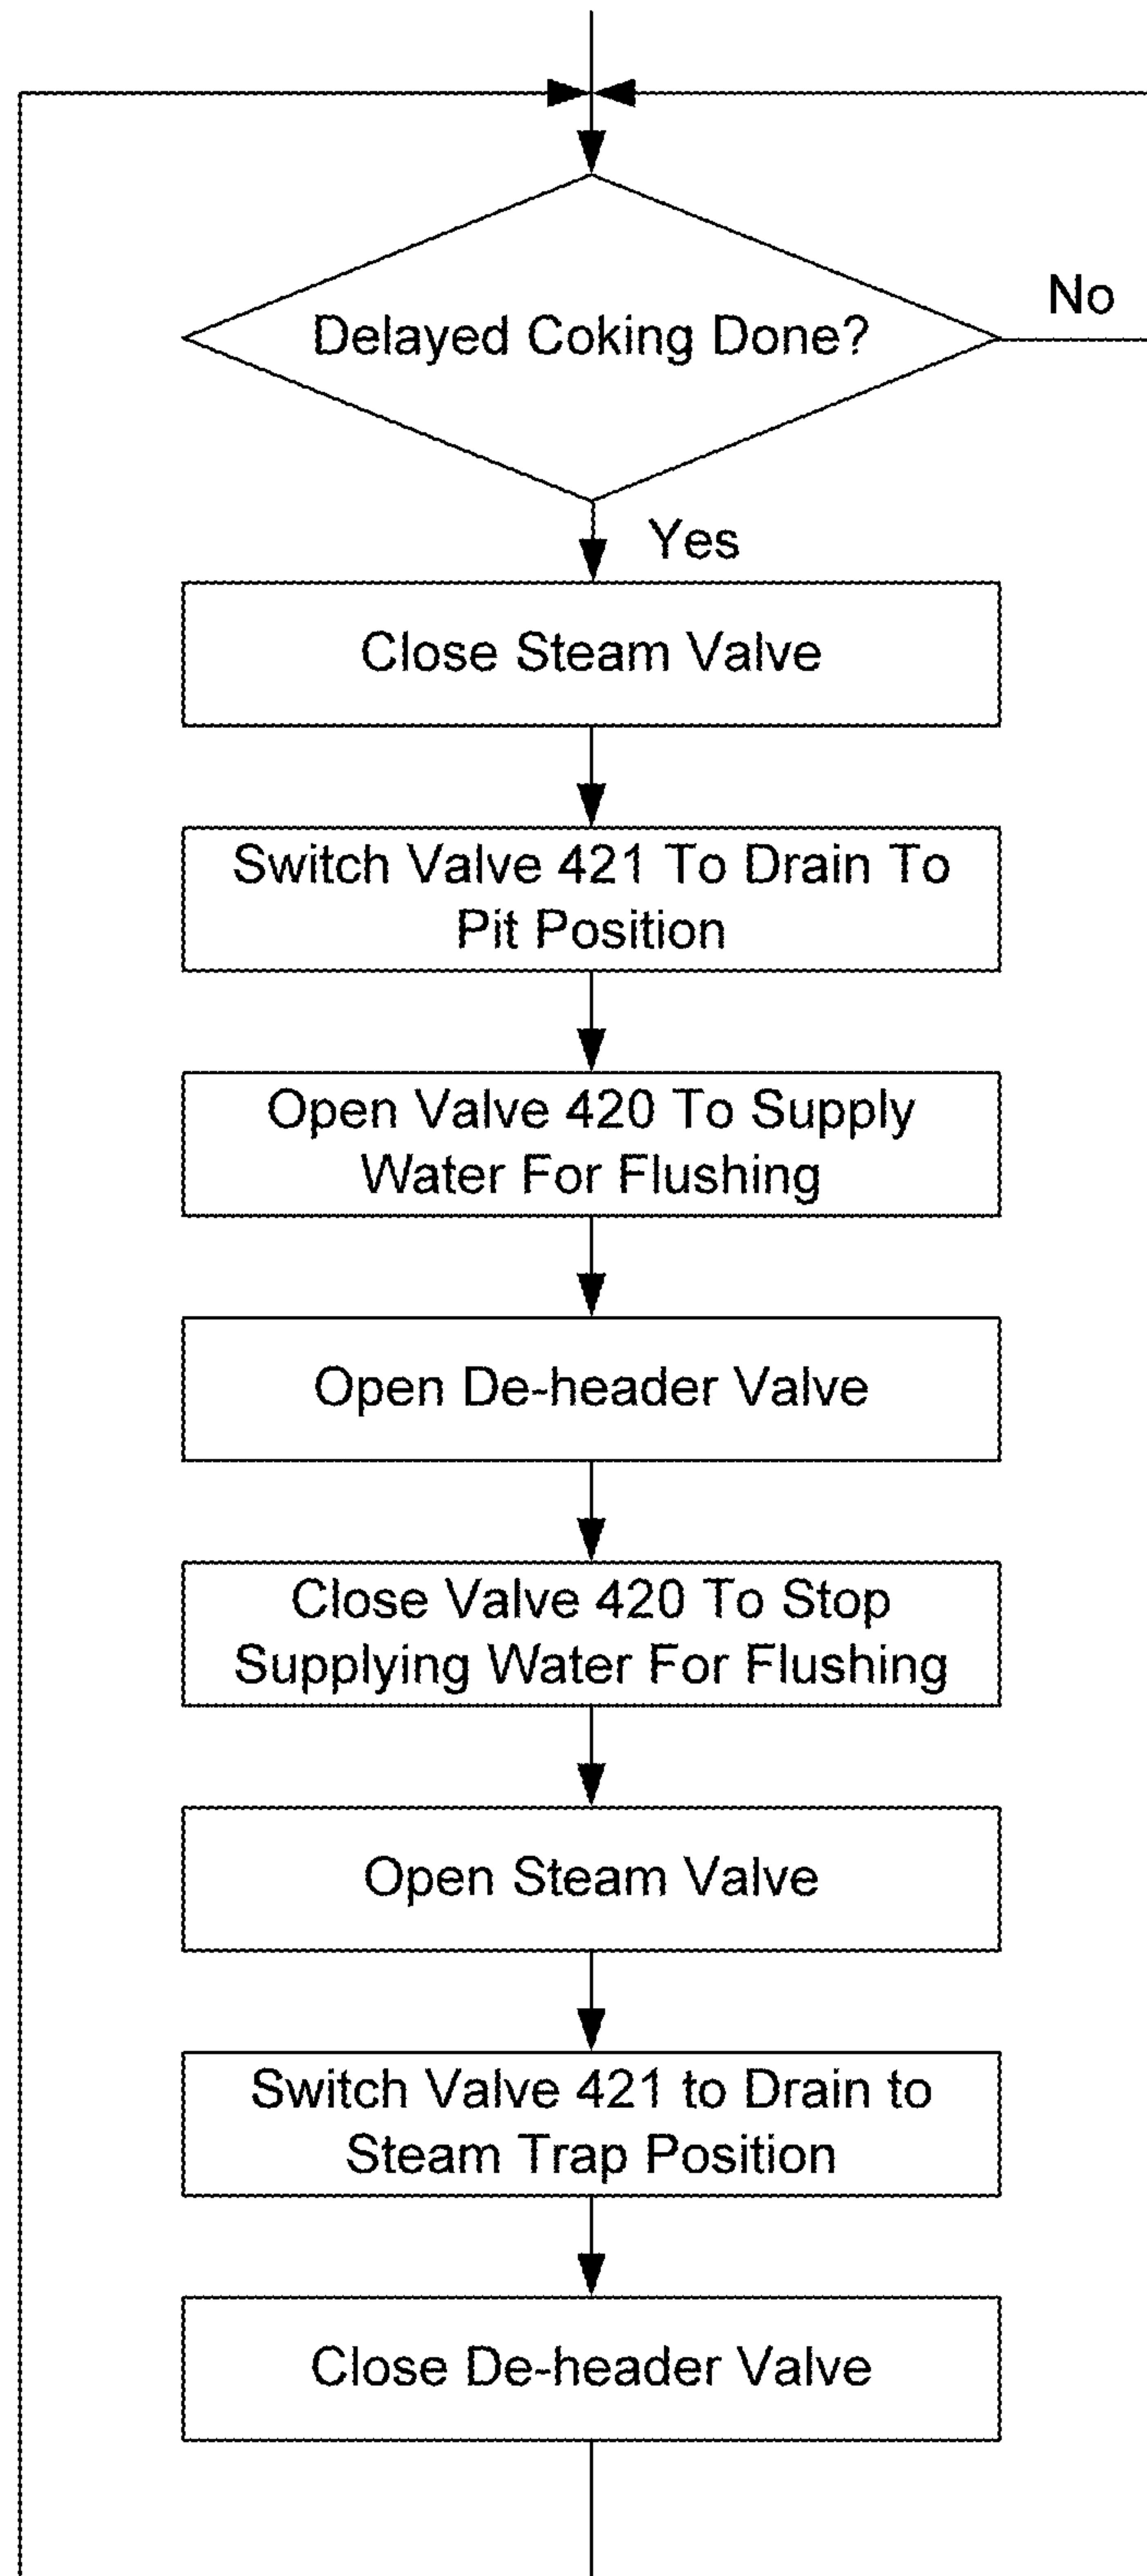 Delayed Coking Done?
No
Yes
Close Steam Valve
Switch Valve 421 To Drain To
Pit Position
Open Valve 420 To Supply
Water For Flushing
Open De-header Valve
Close Valve 420 To Stop
Supplying Water For Flushing
Open Steam Valve
Switch Valve 421 to Drain to
Steam Trap Position
Close De-header Valve